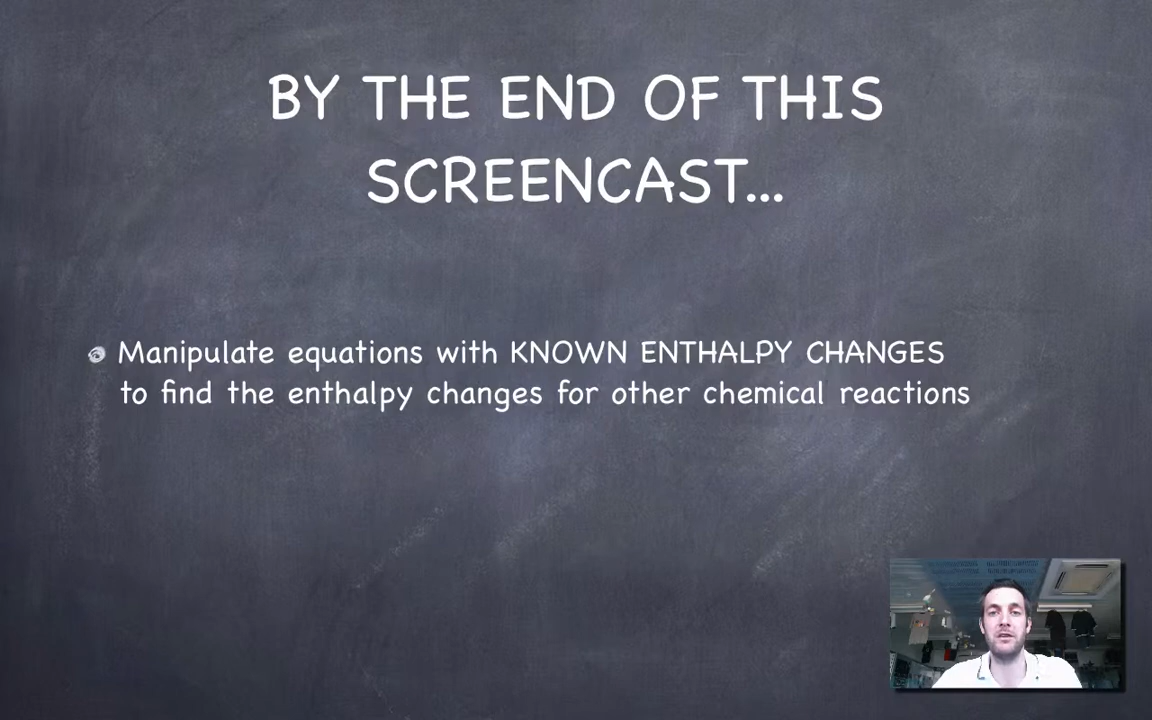 BY THE END OF THIS
SCREENCAST...
Manipulate equations with KNOWN ENTHALPY CHANGES
to find the enthalpy changes for other chemical reactions